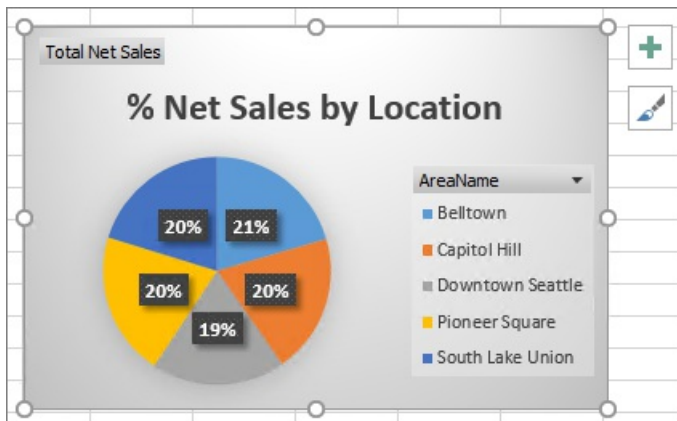 Total Net Sales
% Net Sales by Location
AreaName
Belltown
Capitol Hill
Downtown Seattle
Pioneer Square
South Lake Union
20%
21%
20%
20%
19%